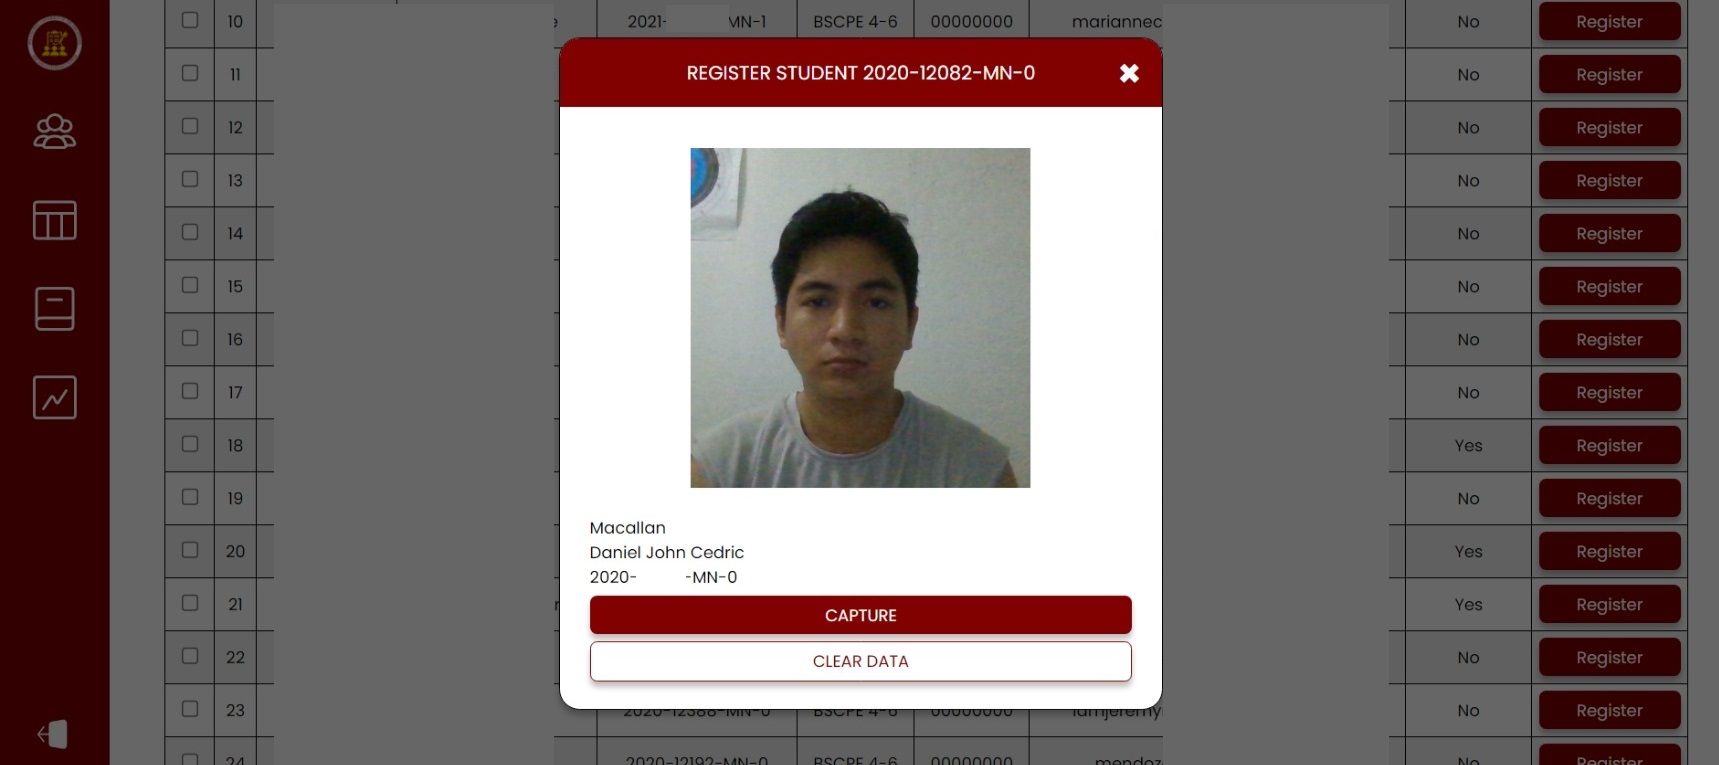 10 2021- MN-1 BSCPE 4-6 00000000 mariannec No Register
REGISTER STUDENT 2020-12082-MN-0
11 No Register
12 No Register
13 No Register
14 No Register
15 No Register
16 No Register
17 No Register
18 Yes Register
19 No Register
20 Yes Register
21 Yes Register
22 No Register
23 2020-12388-MN-0 BSCPE 4-6 00000000 iamjeremy No Register
24 2020-12192-MN-0 BSCPE 4-6 00000000 mendoz No Register
Macallan
Daniel John Cedric
2020- -MN-0
CAPTURE
CLEAR DATA